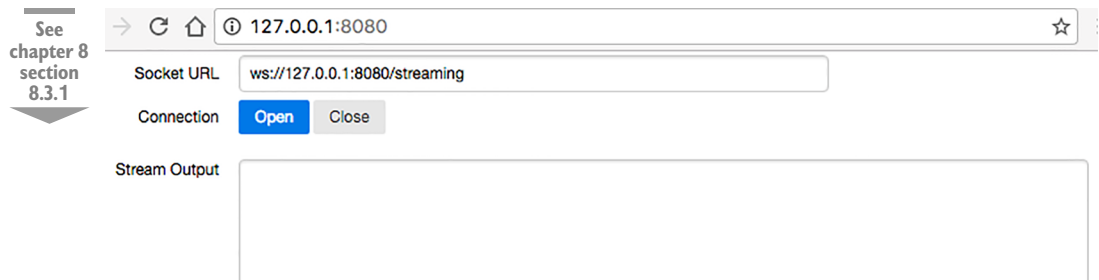 See
chapter 8
section
8.3.1
127.0.0.1:8080
Socket URL
ws://127.0.0.1:8080/streaming
Connection
Open
Close
Stream Output